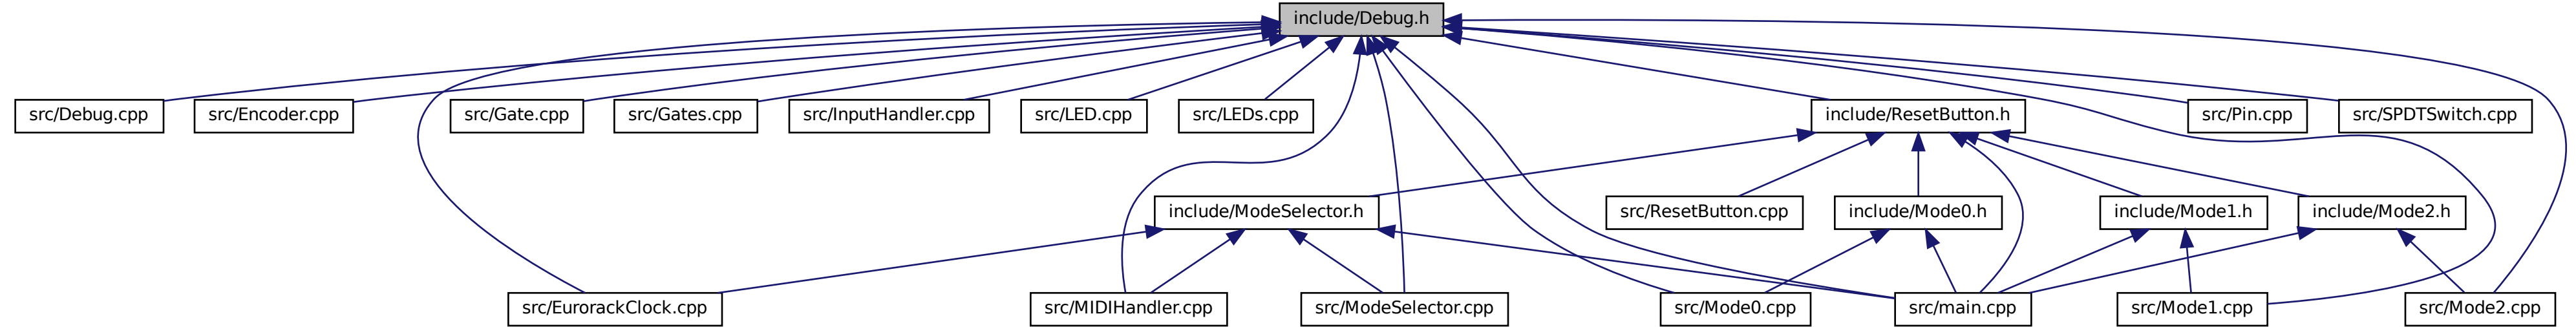 include/Debug.h
src/Debug.cpp
src/Encoder.cpp
src/Gate.cpp
src/Gates.cpp
src/InputHandler.cpp
src/LED.cpp
src/LEDs.cpp
include/ResetButton.h
src/Pin.cpp
src/SPDTSwitch.cpp
include/ModeSelector.h
src/ResetButton.cpp
include/Mode0.h
include/Mode1.h
include/Mode2.h
src/EurorackClock.cpp
src/MIDIHandler.cpp
src/ModeSelector.cpp
src/Mode0.cpp
src/main.cpp
src/Mode1.cpp
src/Mode2.cpp